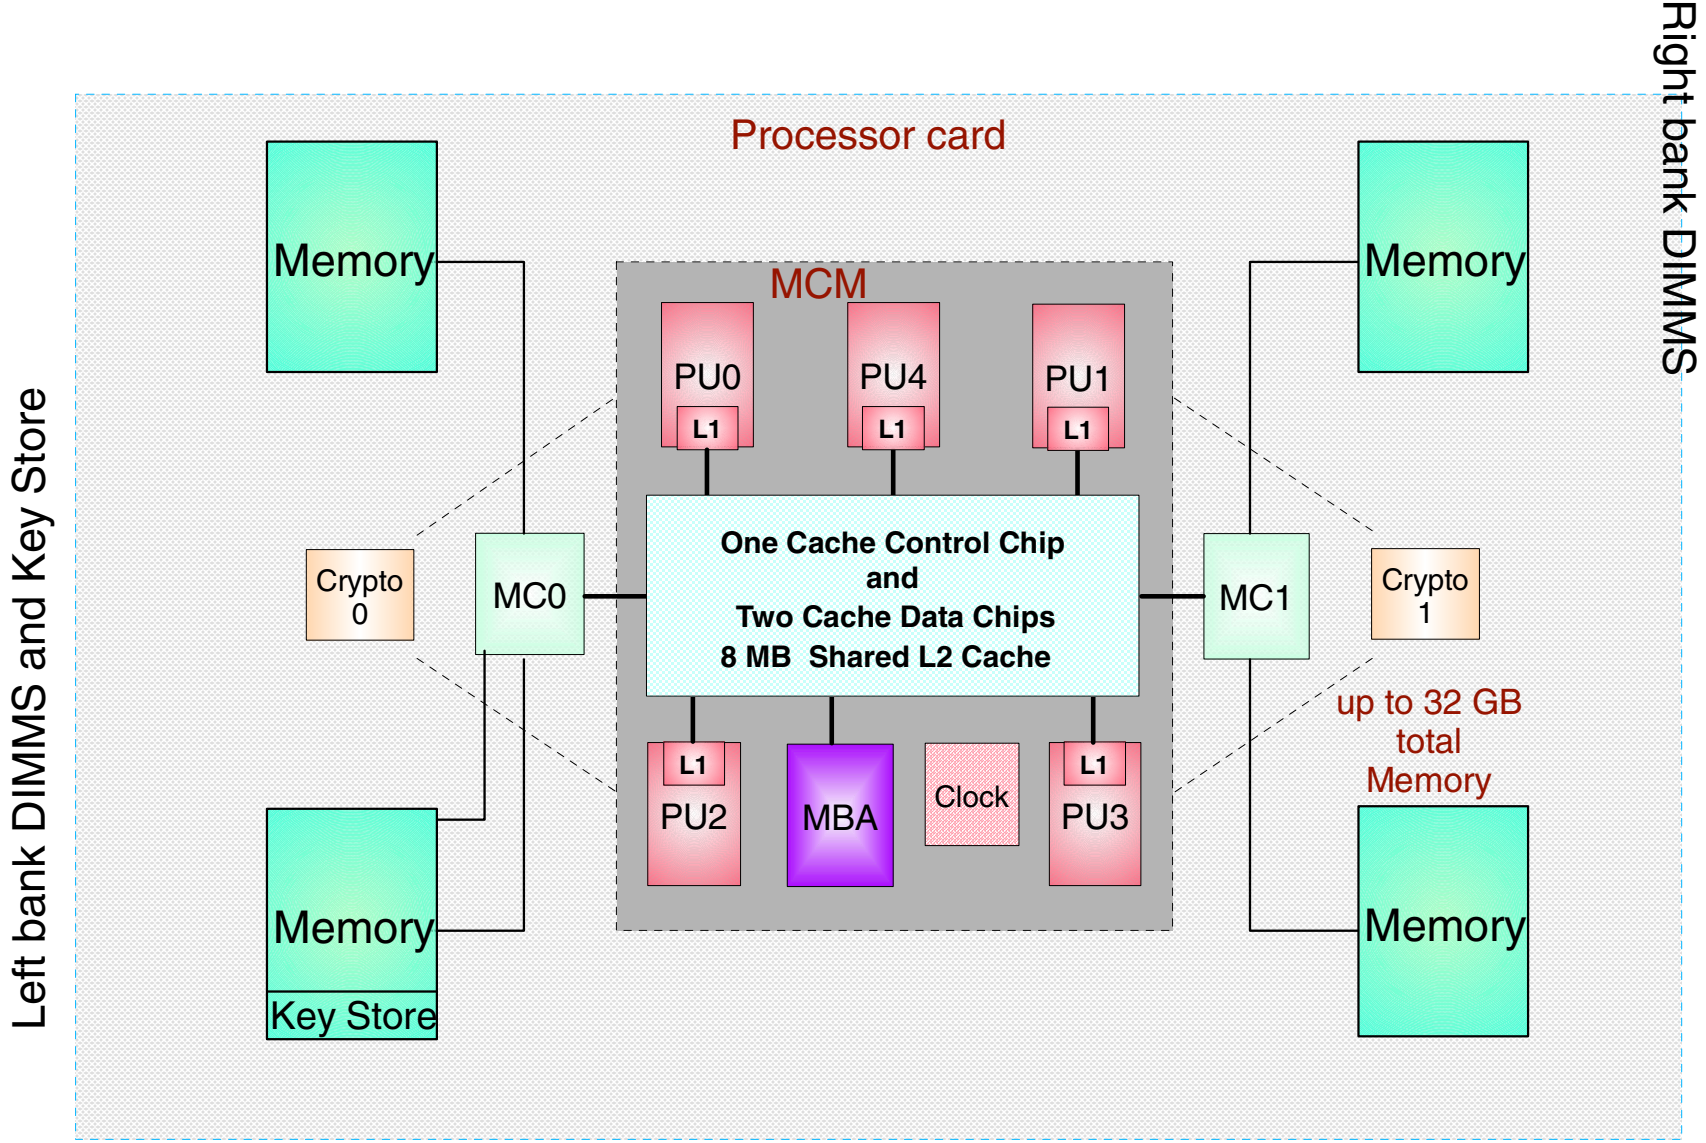 Right bank DIMMS
Processor card
Memory
Memory
MCM
PU0
PU4
PU1
L1
L1
L1
Left bank DIMMS and Key Store
Crypto
0
MC0
One Cache Control Chip
and
Two Cache Data Chips
8 MB Shared L2 Cache
MC1
Crypto
1
up to 32 GB
total
Memory
L1
PU2
MBA
Clock
L1
PU3
Memory
Key Store
Memory